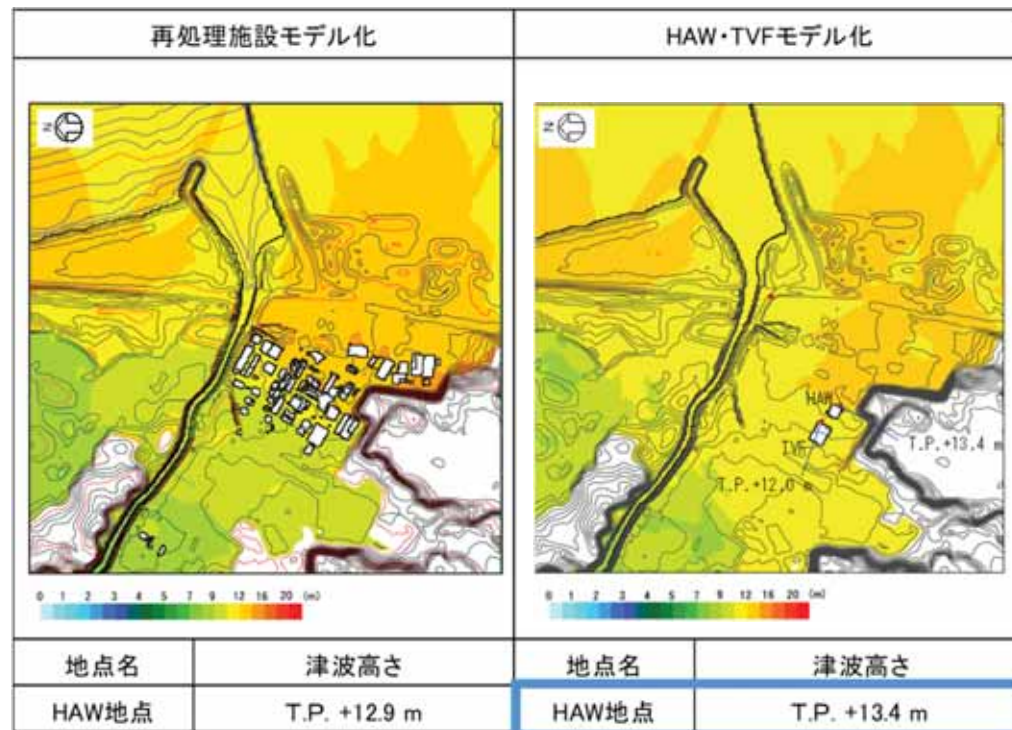 再処理施設モデル化
HAW・TVFモデル化
N
N
HAW
TVF
T.P.+13.4 m
T.P.+12.0 m
0 1 2 3 4 5 7 9 12 16 20 (m)
0 1 2 3 4 5 7 9 12 16 20 (m)
地点名 津波高さ 地点名 津波高さ
HAW地点 T.P. +12.9 m HAW地点 T.P. +13.4 m